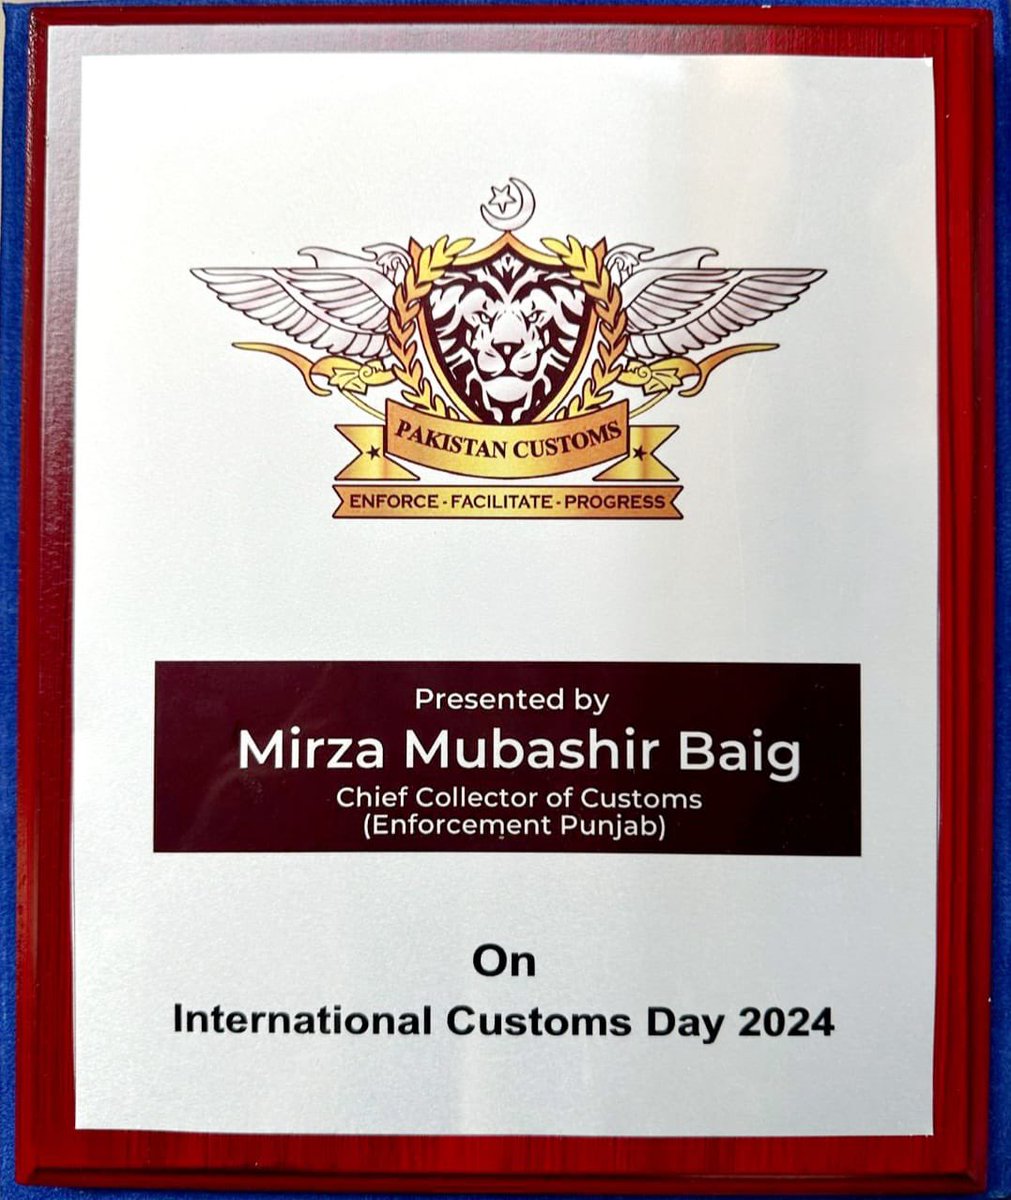 PAKISTAN CUSTOMS
ENFORCE - FACILITATE - PROGRESS
Presented by
Mirza Mubashir Baig
Chief Collector of Customs
(Enforcement Punjab)
On
International Customs Day 2024